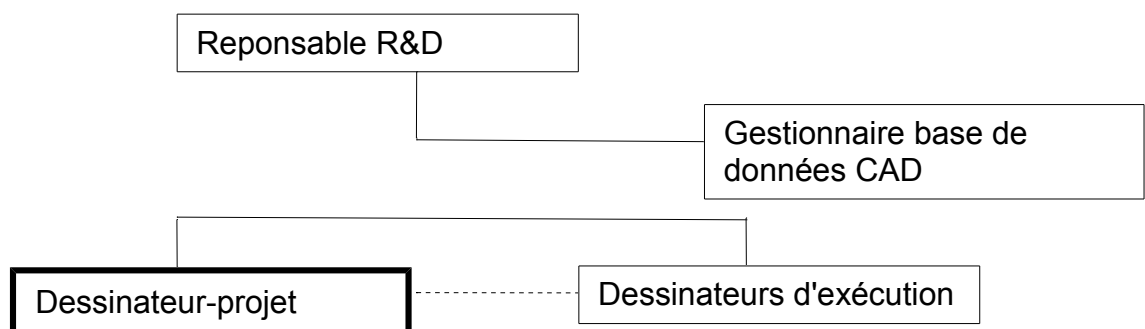 Reponsable R&D
Gestionnaire base de
données CAD
Dessinateur-projet
Dessinateurs d'exécution